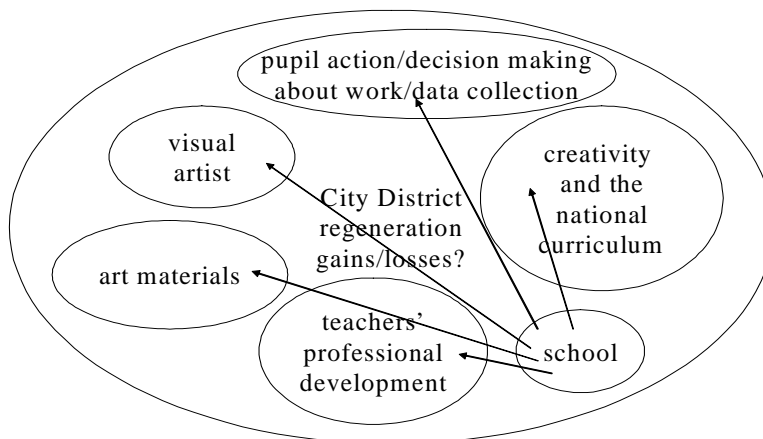 pupil action/decision making
about work/data collection
visual
artist
creativity
and the
national
curriculum
City District
regeneration
gains/losses?
art materials
teachers’
professional
development
school